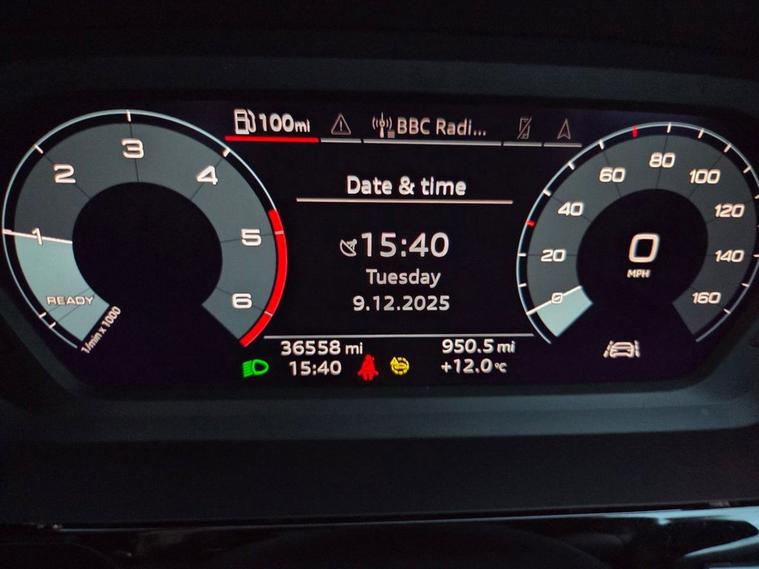 100mi
BBC Radi...
Date & time
15:40
Tuesday
9.12.2025
1
2
3
4
5
6
READY
1/min x 1000
0
20
40
60
80
100
120
140
160
0
MPH
36558 mi
950.5 mi
15:40
+12.0°C